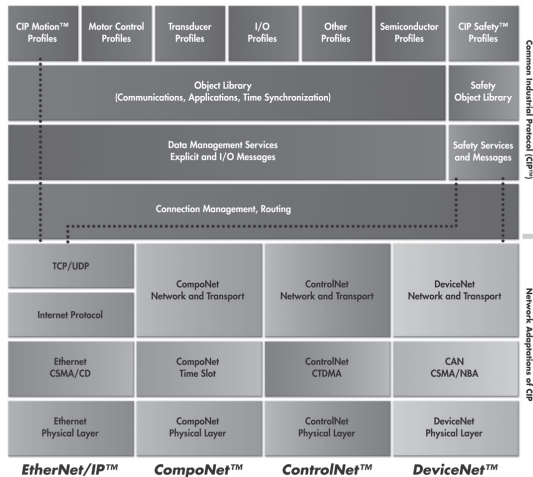 CIP Motion™
Profiles
Motor Control
Profiles
Transducer
Profiles
I/O
Profiles
Other
Profiles
Semiconductor
Profiles
CIP Safety™
Profiles
Object Library
(Communications, Applications, Time Synchronization)
Safety
Object Library
Data Management Services
Explicit and I/O Messages
Safety Services
and Messages
Connection Management, Routing
Common Industrial Protocol (CIP™)
TCP/UDP
Internet Protocol
CompoNet
Network and Transport
ControlNet
Network and Transport
DeviceNet
Network and Transport
Ethernet
CSMA/CD
CompoNet
Time Slot
ControlNet
CTDMA
CAN
CSMA/NBA
Ethernet
Physical Layer
CompoNet
Physical Layer
ControlNet
Physical Layer
DeviceNet
Physical Layer
Network Adaptations of CIP
EtherNet/IP™
CompoNet™
ControlNet™
DeviceNet™